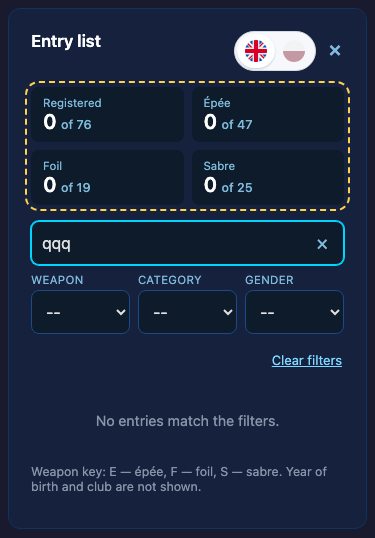 Entry list
×
Registered
0 of 76
Épée
0 of 47
Foil
0 of 19
Sabre
0 of 25
qqq ×
WEAPON CATEGORY GENDER
-- -- --
Clear filters
No entries match the filters.
Weapon key: E — épée, F — foil, S — sabre. Year of
birth and club are not shown.